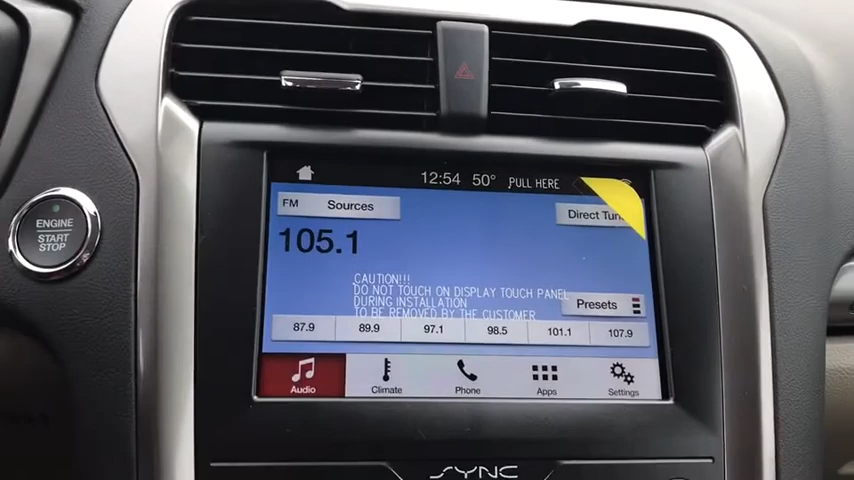 12:54 50° PULL HERE
FM Sources
Direct Tune
105.1
CAUTION!!!
DO NOT TOUCH ON DISPLAY TOUCH PANEL
DURING INSTALLATION
TO BE REMOVED BY THE CUSTOMER
Presets
87.9 89.9 97.1 98.5 101.1 107.9
Audio Climate Phone Apps Settings
ENGINE
START
STOP
SYNC